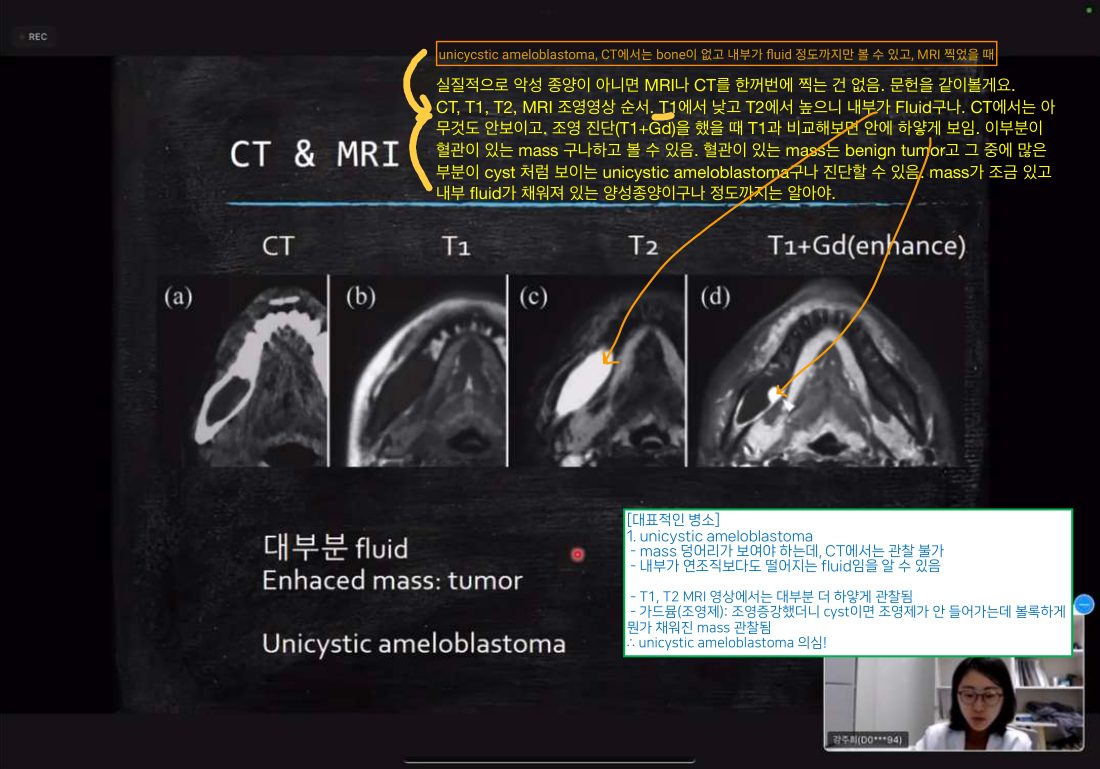 REC
unicycstic ameloblastoma, CT에서는 bone이 없고 내부가 fluid 정도까지만 볼 수 있고, MRI 찍었을 때
실질적으로 악성 종양이 아니면 MRI나 CT를 한꺼번에 찍는 건 없음. 문헌을 같이볼게요.
CT, T1, T2, MRI 조영영상 순서. T1에서 낮고 T2에서 높으니 내부가 Fluid구나. CT에서는 아
무것도 안보이고, 조영 진단(T1+Gd)을 했을 때 T1과 비교해보면 안에 하얗게 보임. 이부분이
혈관이 있는 mass 구나하고 볼 수 있음. 혈관이 있는 mass는 benign tumor고 그 중에 많은
부분이 cyst 처럼 보이는 unicystic ameloblastoma구나 진단할 수 있음. mass가 조금 있고
내부 fluid가 채워져 있는 양성종양이구나 정도까지는 알아야.
CT & MRI
CT T1 T2 T1+Gd(enhance)
(a) (b) (c) (d)
대부분 fluid
Enhaced mass: tumor
Unicystic ameloblastoma
[대표적인 병소]
1. unicystic ameloblastoma
- mass 덩어리가 보여야 하는데, CT에서는 관찰 불가
- 내부가 연조직보다도 떨어지는 fluid임을 알 수 있음
- T1, T2 MRI 영상에서는 대부분 더 하얗게 관찰됨
- 가드뮴(조영제): 조영증강했더니 cyst이면 조영제가 안 들어가는데 볼록하게
뭔가 채워진 mass 관찰됨
∴ unicystic ameloblastoma 의심!
강주희(D0***94)